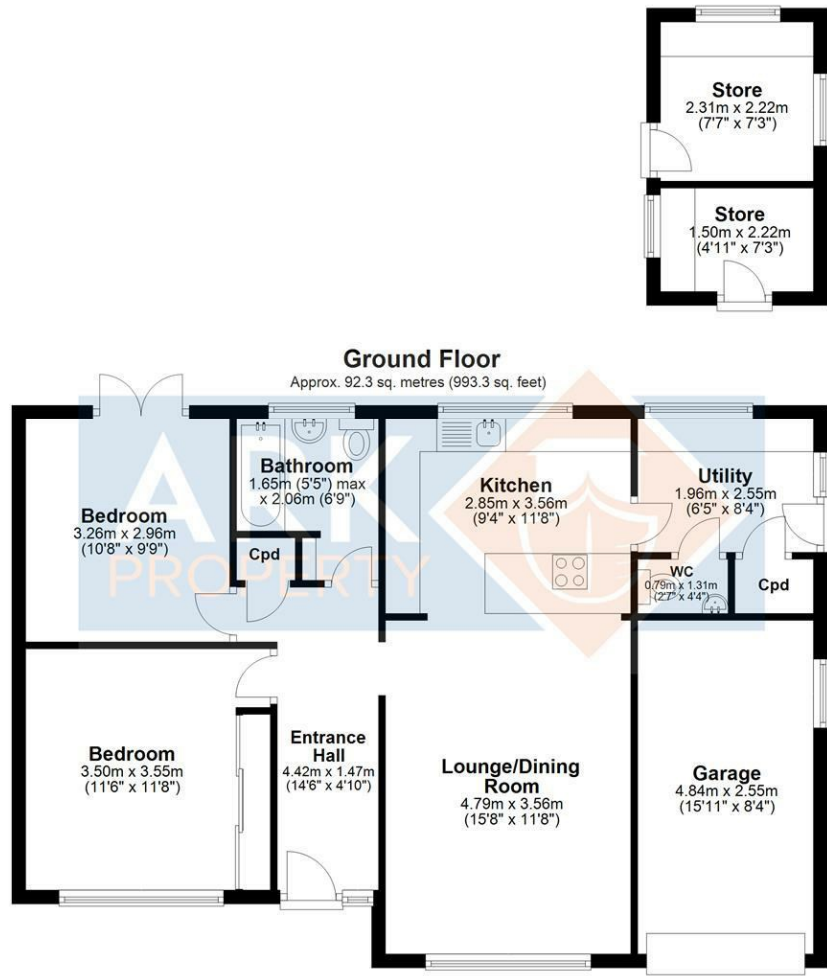 Store
2.31m x 2.22m
(7'7" x 7'3")
Store
1.50m x 2.22m
(4'11" x 7'3")
Ground Floor
Approx. 92.3 sq. metres (993.3 sq. feet)
ARK
PROPERTY
Bedroom
3.26m x 2.96m
(10'8" x 9'9")
Bathroom
1.65m (5'5") max
x 2.06m (6'9")
Cpd
Kitchen
2.85m x 3.56m
(9'4" x 11'8")
Utility
1.96m x 2.55m
(6'5" x 8'4")
WC
0.79m x 1.31m
(2'7" x 4'4")
Cpd
Bedroom
3.50m x 3.55m
(11'6" x 11'8")
Entrance
Hall
4.42m x 1.47m
(14'6" x 4'10")
Lounge/Dining
Room
4.79m x 3.56m
(15'8" x 11'8")
Garage
4.84m x 2.55m
(15'11" x 8'4")